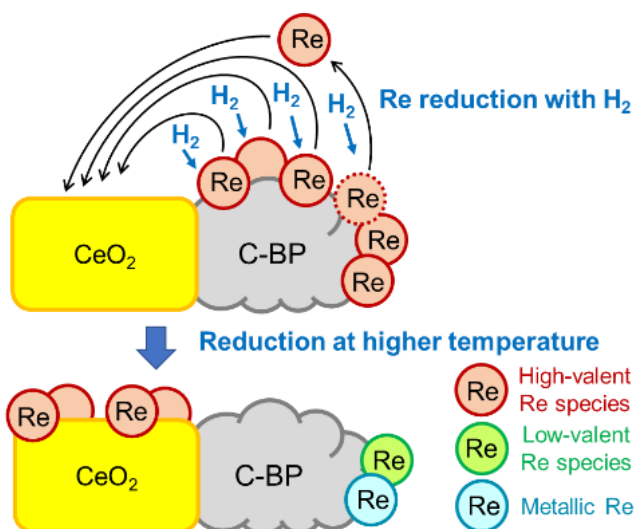 Re
Re reduction with H2
H2
H2
H2
H2
Re
Re
Re
Re
Re
CeO2
C-BP
Reduction at higher temperature
Re
Re
CeO2
C-BP
Re
Re
Re
High-valent
Re species
Re
Low-valent
Re species
Re
Metallic Re